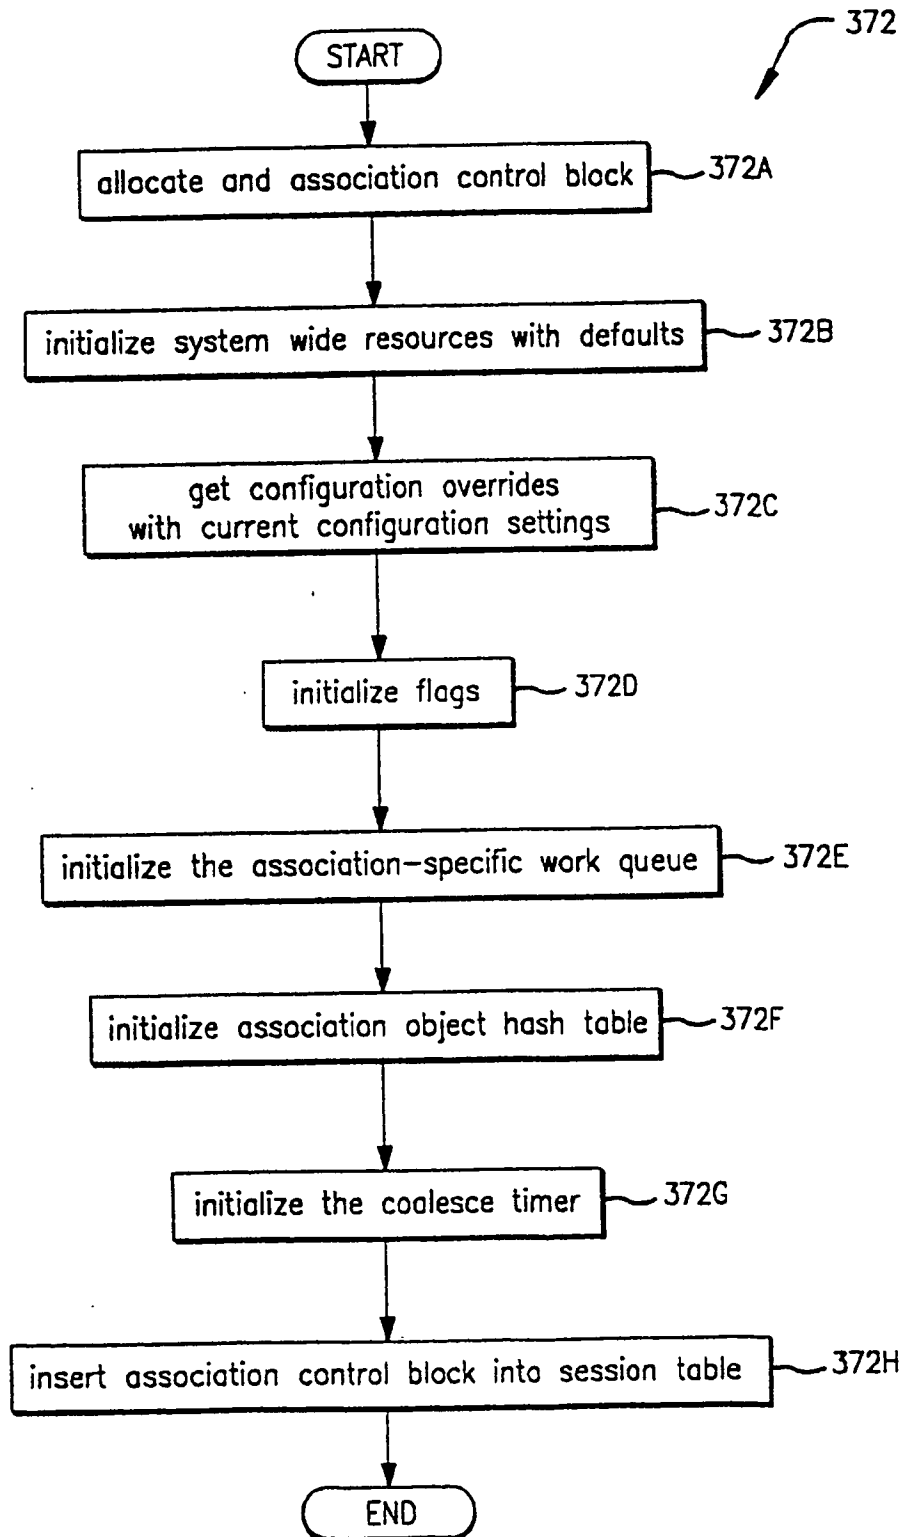 372
START
allocate and association control block
372A
initialize system wide resources with defaults
372B
get configuration overrides
with current configuration settings
372C
initialize flags
372D
initialize the association-specific work queue
372E
initialize association object hash table
372F
initialize the coalesce timer
372G
insert association control block into session table
372H
END